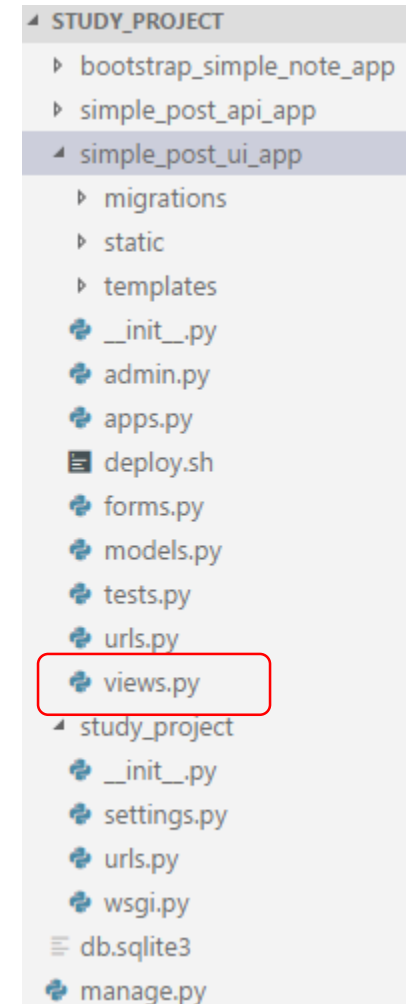 STUDY_PROJECT
bootstrap_simple_note_app
simple_post_api_app
simple_post_ui_app
migrations
static
templates
__init__.py
admin.py
apps.py
deploy.sh
forms.py
models.py
tests.py
urls.py
views.py
study_project
__init__.py
settings.py
urls.py
wsgi.py
db.sqlite3
manage.py